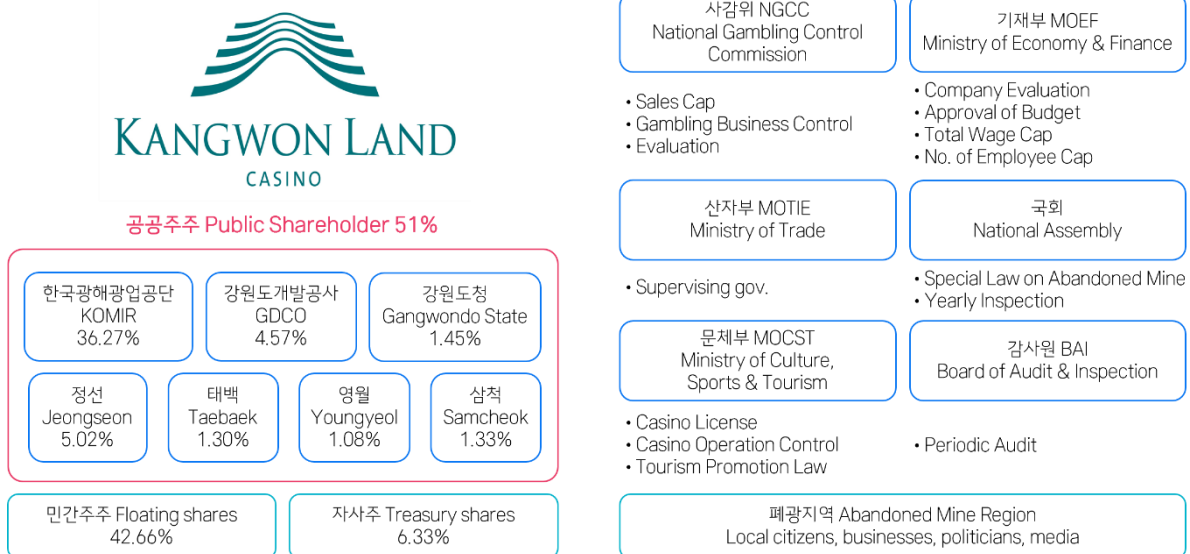 KANGWON LAND
CASINO
공공주주 Public Shareholder 51%
한국광해광업공단
KOMIR
36.27%
강원도개발공사
GDCO
4.57%
강원도청
Gangwondo State
1.45%
정선
Jeongseon
5.02%
태백
Taebaek
1.30%
영월
Youngyeol
1.08%
삼척
Samcheok
1.33%
민간주주 Floating shares
42.66%
자사주 Treasury shares
6.33%
사감위 NGCC
National Gambling Control
Commission
• Sales Cap
• Gambling Business Control
• Evaluation
기재부 MOEF
Ministry of Economy & Finance
• Company Evaluation
• Approval of Budget
• Total Wage Cap
• No. of Employee Cap
산자부 MOTIE
Ministry of Trade
• Supervising gov.
국회
National Assembly
• Special Law on Abandoned Mine
• Yearly Inspection
문체부 MOCST
Ministry of Culture,
Sports & Tourism
• Casino License
• Casino Operation Control
• Tourism Promotion Law
감사원 BAI
Board of Audit & Inspection
• Periodic Audit
폐광지역 Abandoned Mine Region
Local citizens, businesses, politicians, media